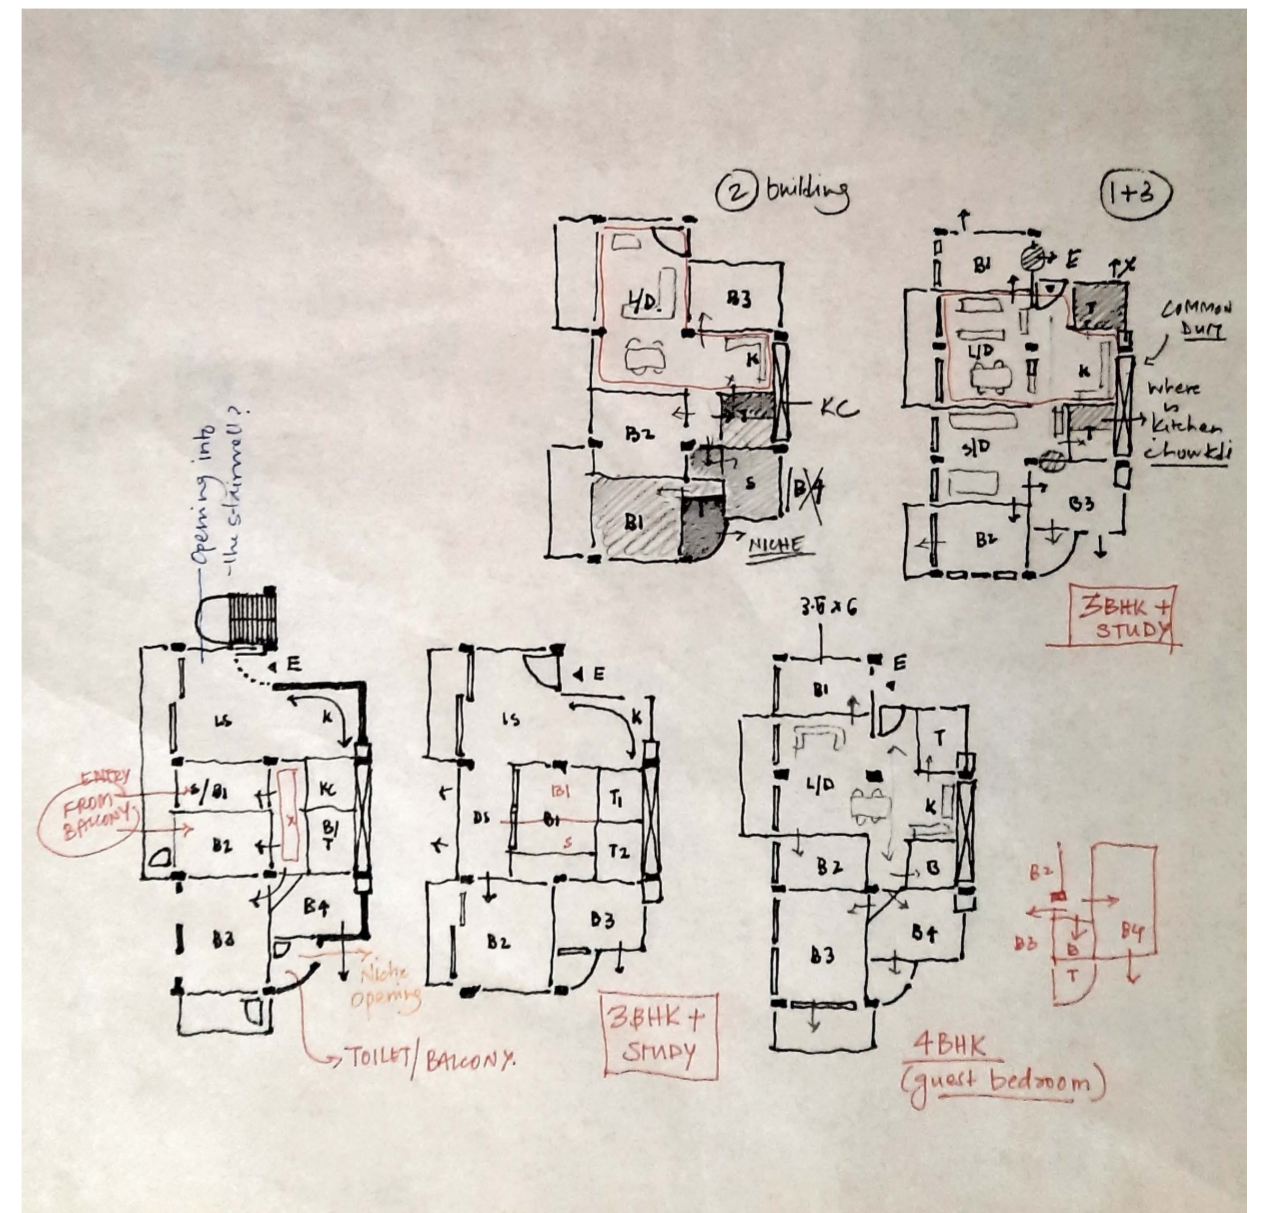 2 building
1+3
L/D
B3
K
T
KC
B2
S
B4
B1
T
NICHE
B1
E
T
X
COMMON
DUCT
L/D
K
where
is
kitchen
chowkdi
S/D
T
B3
B2
3BHK +
STUDY
Opening into
the stairwell?
E
LS
K
ENTRY
FROM
BALCONY
S/B1
X
KC
B2
B/
T
B4
B3
Niche
Opening
TOILET/BALCONY.
E
LS
K
B1
T1
DS
B1
S
T2
B2
B3
3BHK +
STUDY
3.5 x 6
E
B1
T
L/D
K
B2
B
B3
B4
4BHK
(guest bedroom)
B2
B3
B
B4
T